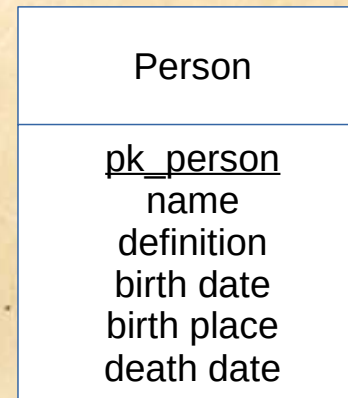 Person
pk_person
name
definition
birth date
birth place
death date